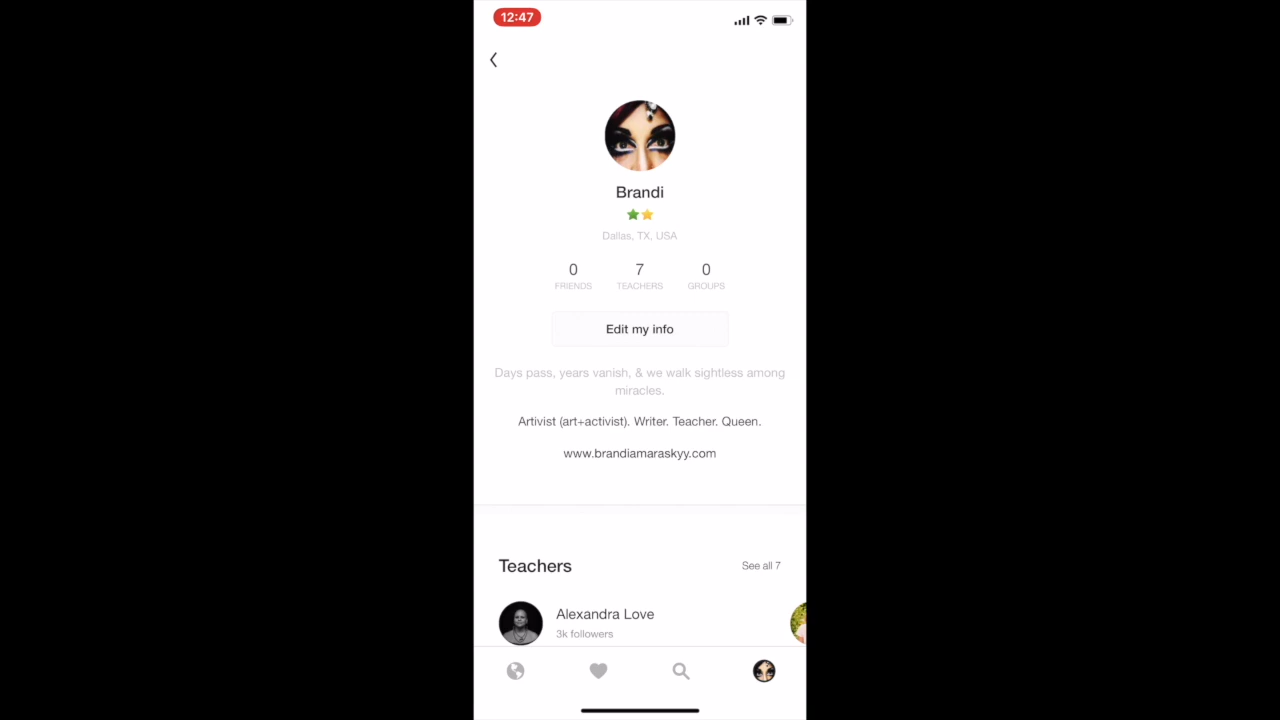 12:47
Brandi
Dallas, TX, USA
0 7 0
FRIENDS TEACHERS GROUPS
Edit my info
Days pass, years vanish, & we walk sightless among
miracles.
Artivist (art+activist). Writer. Teacher. Queen.
www.brandiamaraskyy.com
Teachers See all 7
Alexandra Love
3k followers